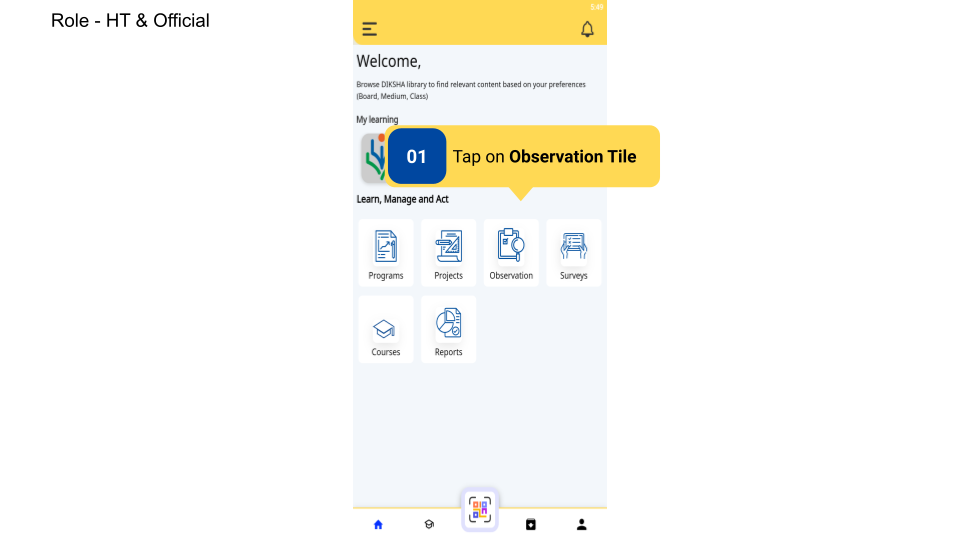 Role - HT & Official
5:49
Welcome,
Browse DIKSHA library to find relevant content based on your preferences
(Board, Medium, Class)
My learning
01 Tap on Observation Tile
Learn, Manage and Act
Programs Projects Observation Surveys
Courses Reports